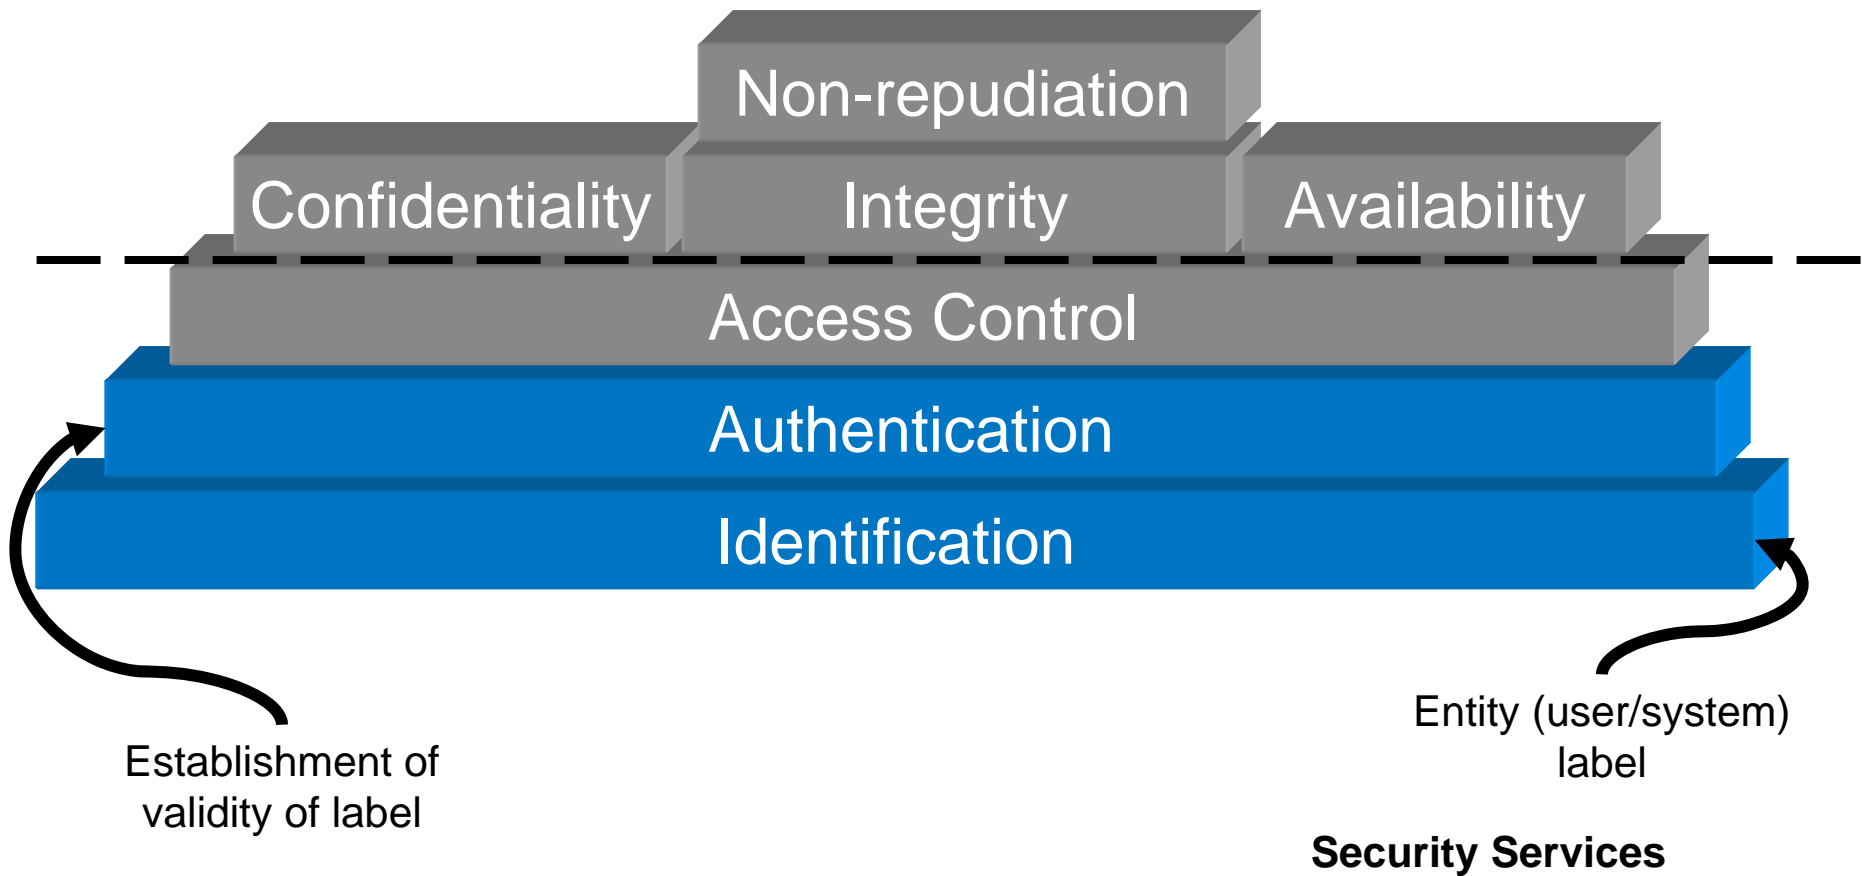 Non-repudiation
Confidentiality
Integrity
Availability
Access Control
Authentication
Identification
Establishment of
validity of label
Entity (user/system)
label
Security Services